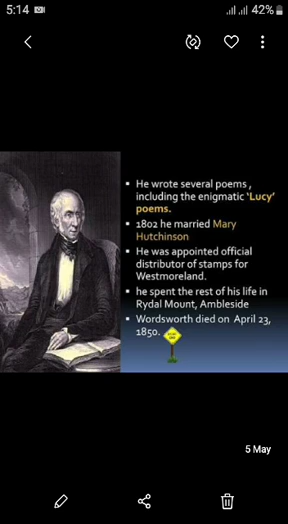 5:14
42%
He wrote several poems ,
including the enigmatic ‘Lucy’
poems.
1802 he married Mary
Hutchinson
He was appointed official
distributor of stamps for
Westmoreland.
he spent the rest of his life in
Rydal Mount, Ambleside
Wordsworth died on April 23,
1850.
5 May